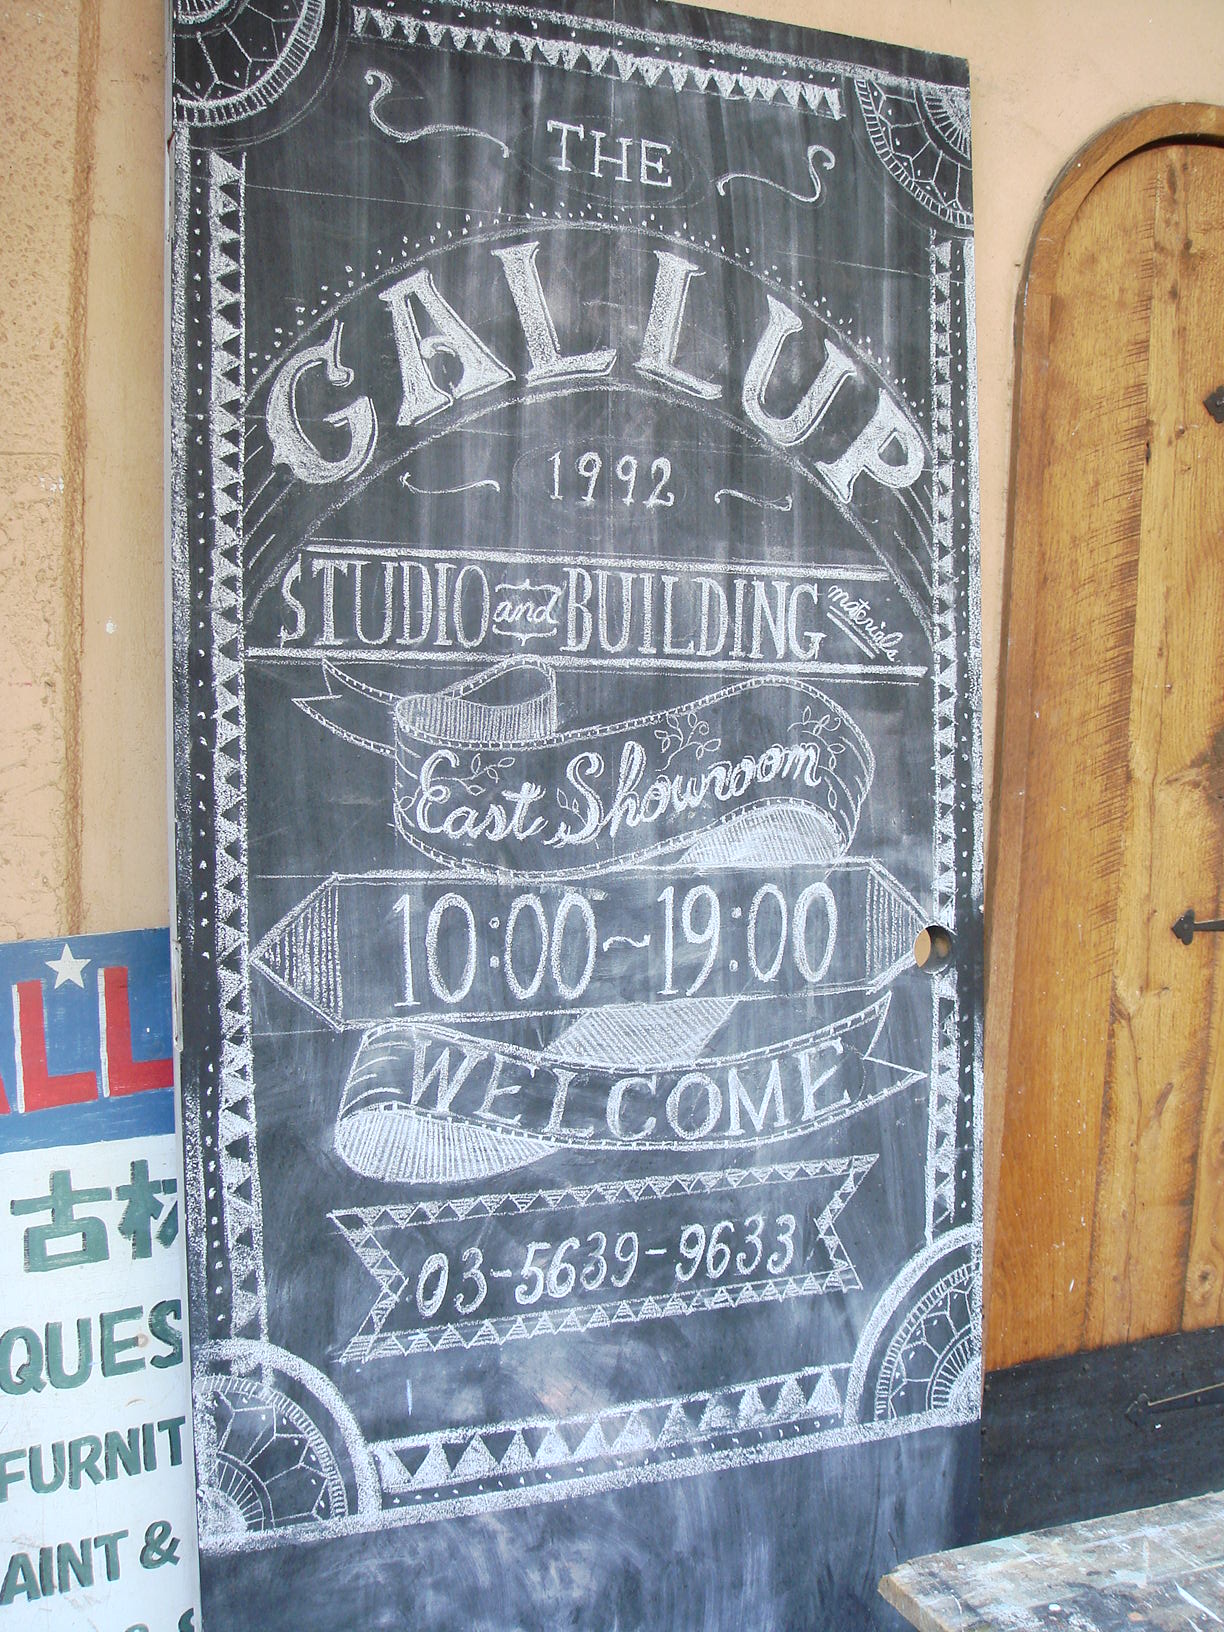 THE
GALLUP
1992
STUDIO and BUILDING materials
East Showroom
10:00~19:00
WELCOME
03-5639-9633
ALL
古材
QUES
FURNIT
AINT &